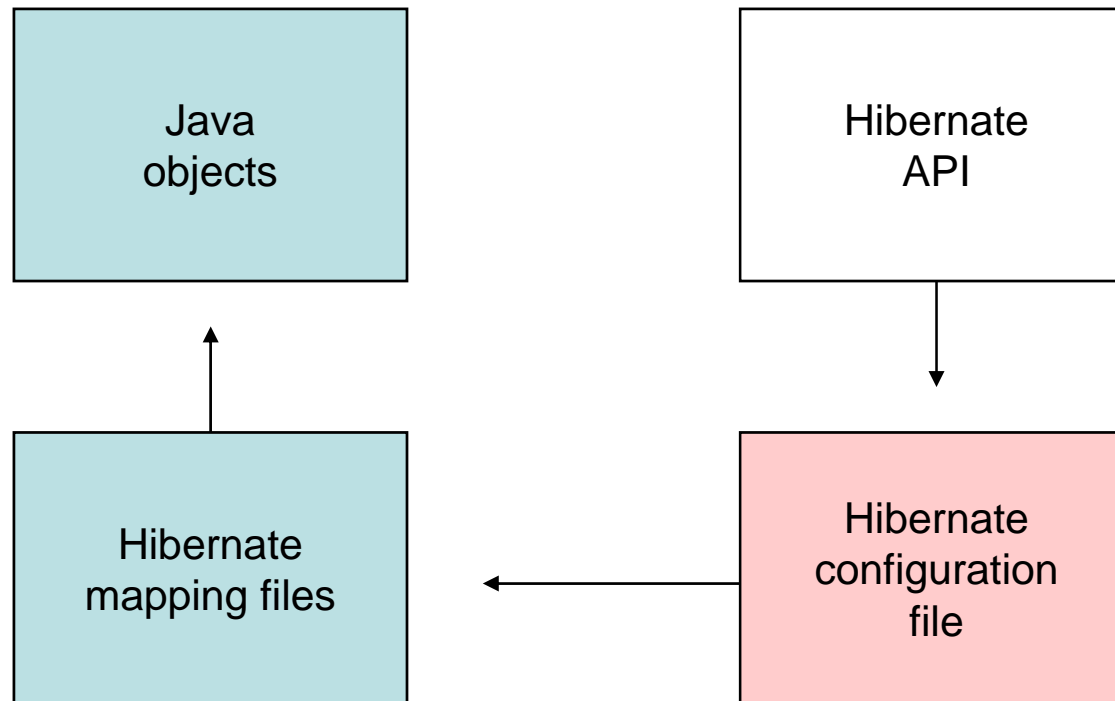 Java
objects
Hibernate
API
Hibernate
mapping files
Hibernate
configuration
file